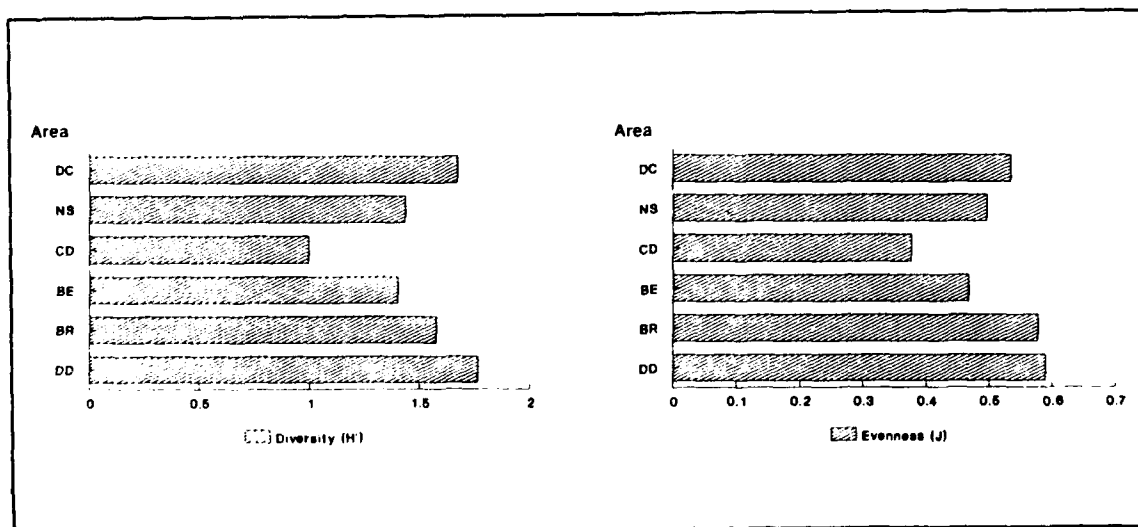 Area
DC
NS
CD
BE
BR
DD
0 0.5 1 1.5 2
Diversity (H')
Area
DC
NS
CD
BE
BR
DD
0 0.1 0.2 0.3 0.4 0.5 0.6 0.7
Evenness (J)